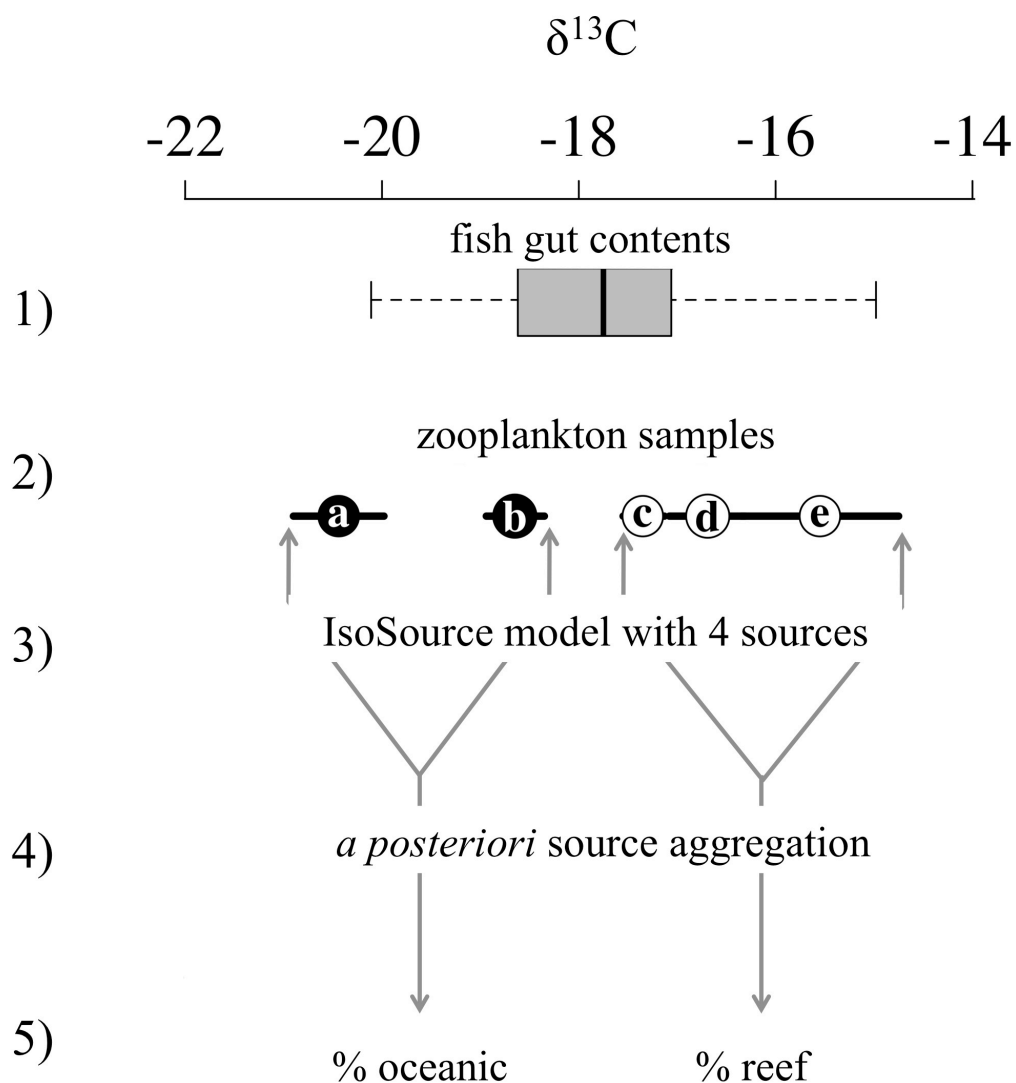 δ¹³C
-22 -20 -18 -16 -14
fish gut contents
1)
zooplankton samples
2)
a b c d e
3) IsoSource model with 4 sources
4) a posteriori source aggregation
5)
% oceanic % reef